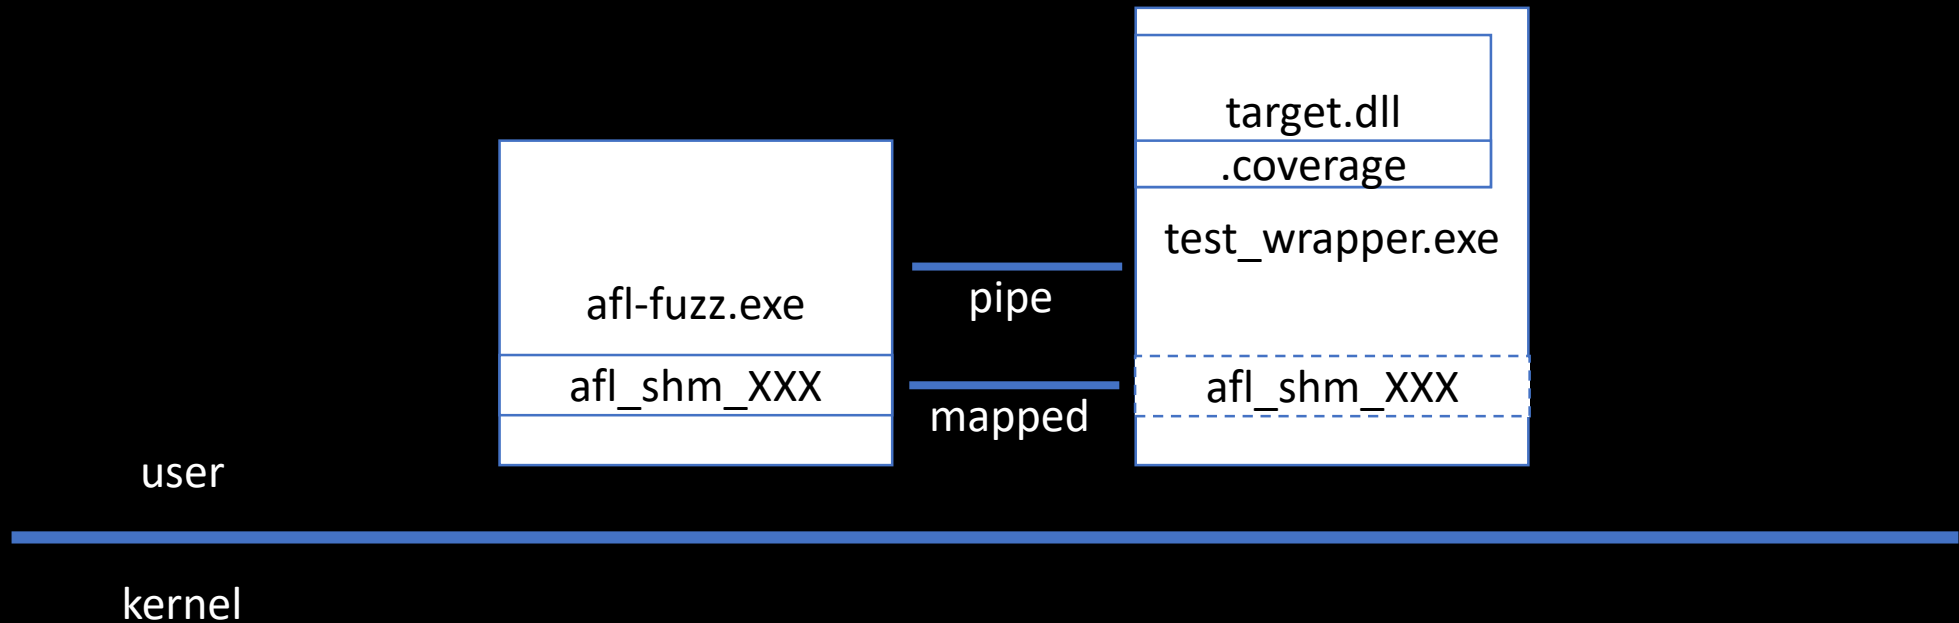 target.dll
.coverage
test_wrapper.exe
afl-fuzz.exe
pipe
afl_shm_XXX
mapped
afl_shm_XXX
user
kernel